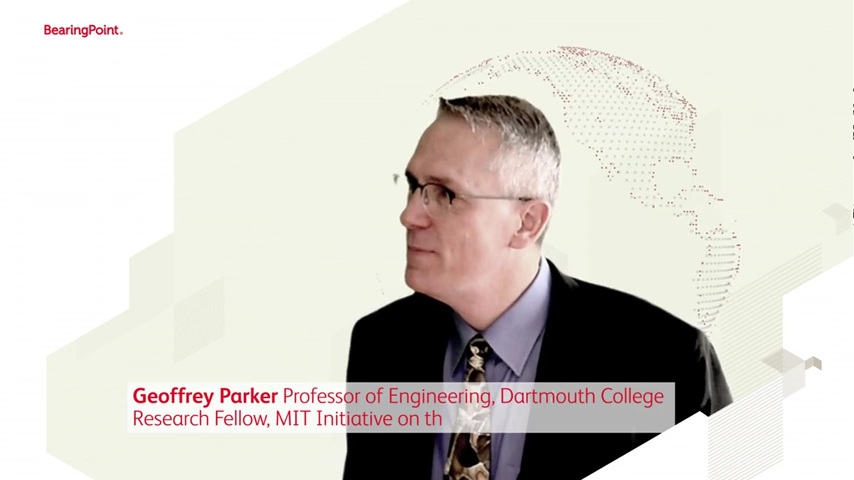 BearingPoint.
Geoffrey Parker Professor of Engineering, Dartmouth College
Research Fellow, MIT Initiative on th